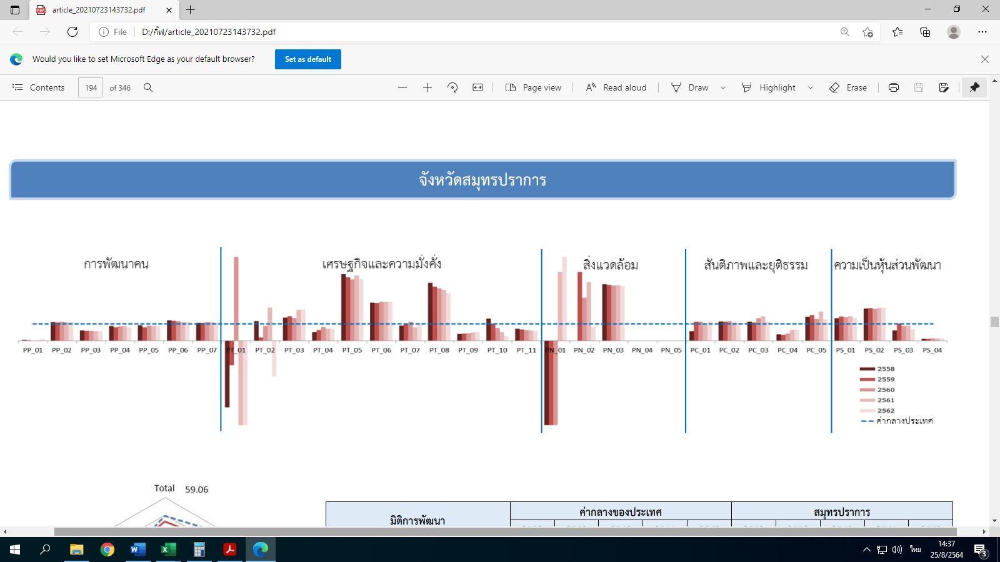 article_20210723143732.pdf
File
D:/กิ๊ฟ/article_20210723143732.pdf
Would you like to set Microsoft Edge as your default browser?
Set as default
Contents
194
of 346
Page view
Read aloud
Draw
Highlight
Erase
จังหวัดสมุทรปราการ
การพัฒนาคน
เศรษฐกิจและความมั่งคั่ง
สิ่งแวดล้อม
สันติภาพและยุติธรรม
ความเป็นหุ้นส่วนพัฒนา
PP_01 PP_02 PP_03 PP_04 PP_05 PP_06 PP_07 PT_01 PT_02 PT_03 PT_04 PT_05 PT_06 PT_07 PT_08 PT_09 PT_10 PT_11 PN_01 PN_02 PN_03 PN_04 PN_05 PC_01 PC_02 PC_03 PC_04 PC_05 PS_01 PS_02 PS_03 PS_04
2558
2559
2560
2561
2562
ค่ากลางประเทศ
Total 59.06
มิติการพัฒนา
ค่ากลางของประเทศ
สมุทรปราการ
ไทย
14:37
25/8/2564
3